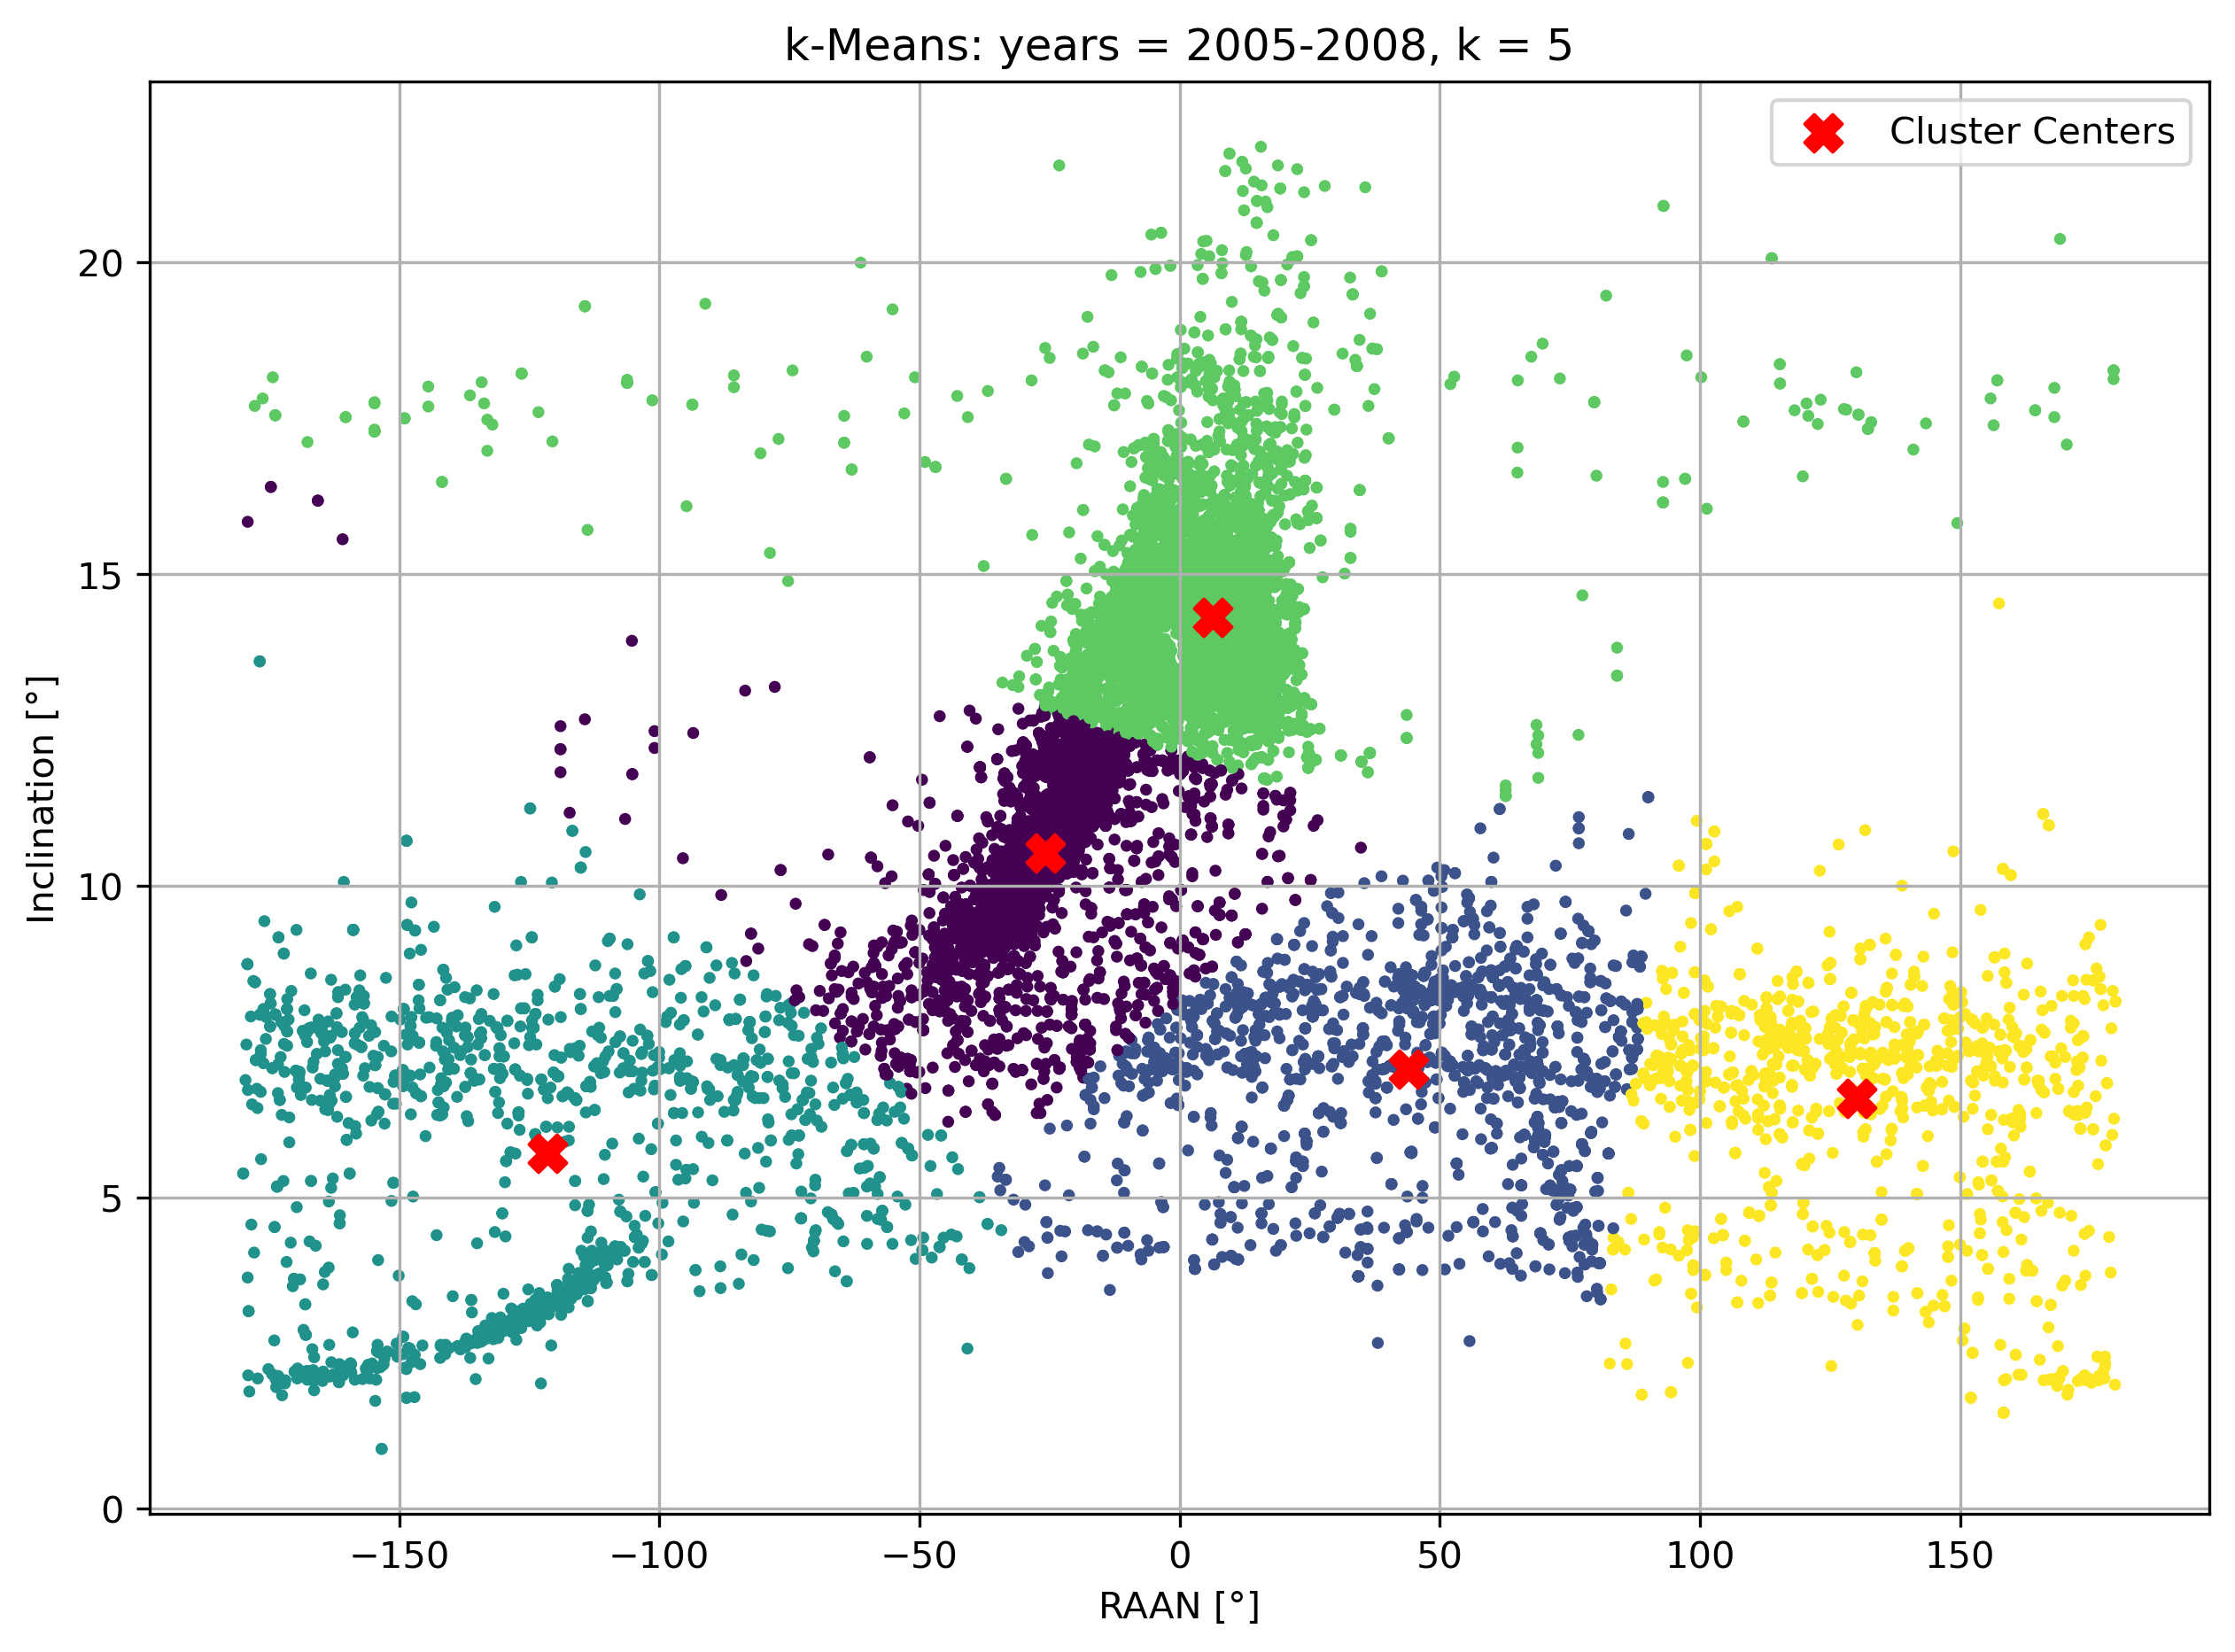 k-Means: years = 2005-2008, k = 5
Cluster Centers
20
15
10
5
0
Inclination [°]
−150 −100 −50 0 50 100 150
RAAN [°]